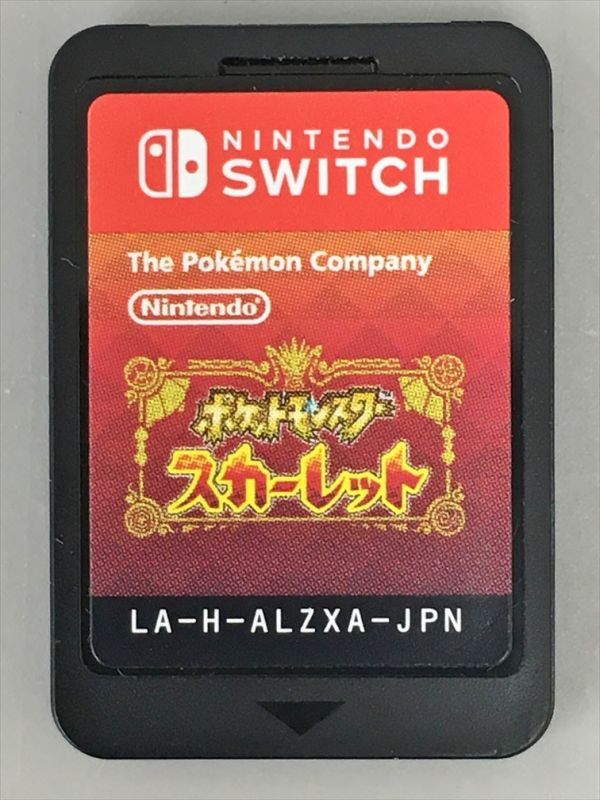 NINTENDO
SWITCH
The Pokémon Company
Nintendo®
ポケットモンスター
スカーレット
LA-H-ALZXA-JPN